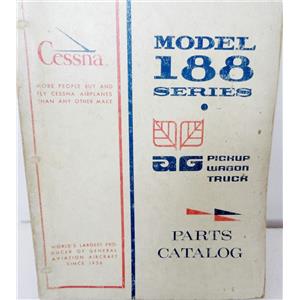 Cessna
MORE PEOPLE BUY AND
FLY CESSNA AIRPLANES
THAN ANY OTHER MAKE
WORLD'S LARGEST PRO-
DUCER OF GENERAL
AVIATION AIRCRAFT
SINCE 1956
MODEL
188
SERIES
AG PICKUP
WAGON
TRUCK
PARTS
CATALOG